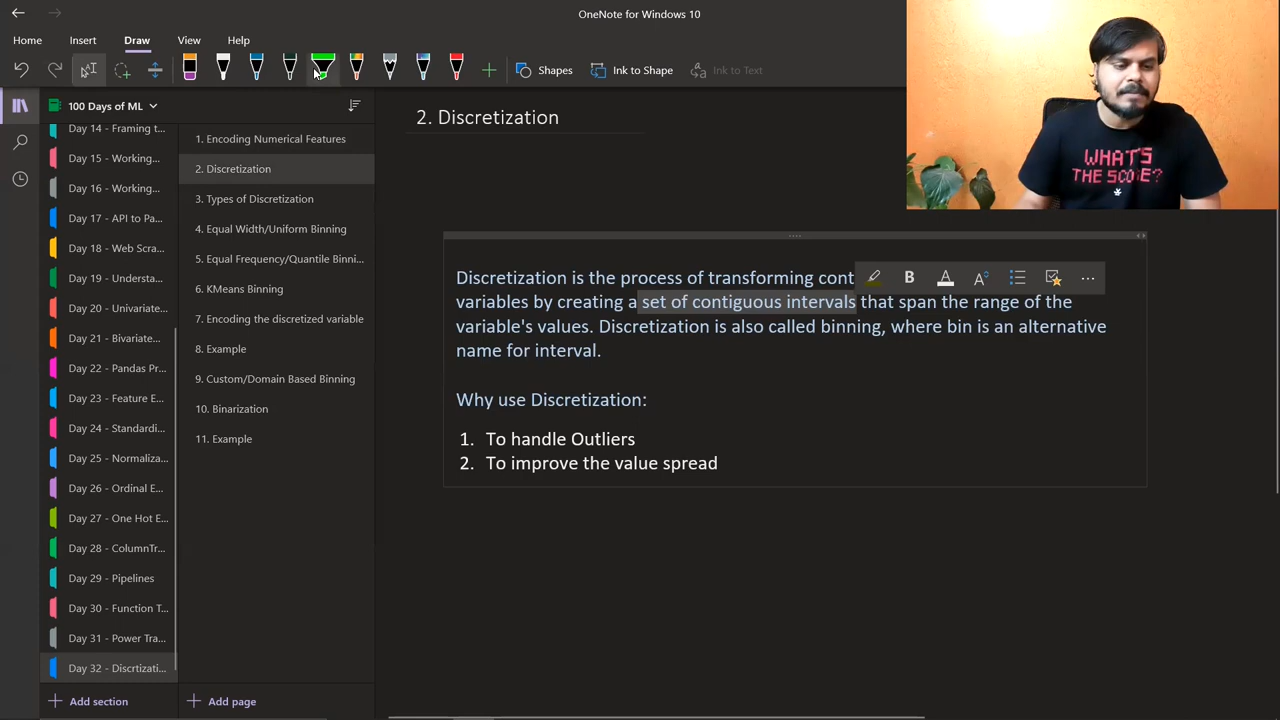 OneNote for Windows 10
Home
Insert
Draw
View
Help
Shapes
Ink to Shape
Ink to Text
100 Days of ML
Day 14 - Framing t...
Day 15 - Working...
Day 16 - Working...
Day 17 - API to Pa...
Day 18 - Web Scra...
Day 19 - Understa...
Day 20 - Univariat...
Day 21 - Bivariate...
Day 22 - Pandas Pr...
Day 23 - Feature E...
Day 24 - Standardi...
Day 25 - Normaliza...
Day 26 - Ordinal E...
Day 27 - One Hot E...
Day 28 - ColumnTr...
Day 29 - Pipelines
Day 30 - Function T...
Day 31 - Power Tra...
Day 32 - Discrtizati...
Add section
1. Encoding Numerical Features
2. Discretization
3. Types of Discretization
4. Equal Width/Uniform Binning
5. Equal Frequency/Quantile Binni...
6. KMeans Binning
7. Encoding the discretized variable
8. Example
9. Custom/Domain Based Binning
10. Binarization
11. Example
Add page
2. Discretization
Discretization is the process of transforming cont
variables by creating a set of contiguous intervals that span the range of the
variable's values. Discretization is also called binning, where bin is an alternative
name for interval.
Why use Discretization:
1. To handle Outliers
2. To improve the value spread
WHAT'S
THE SCORE?